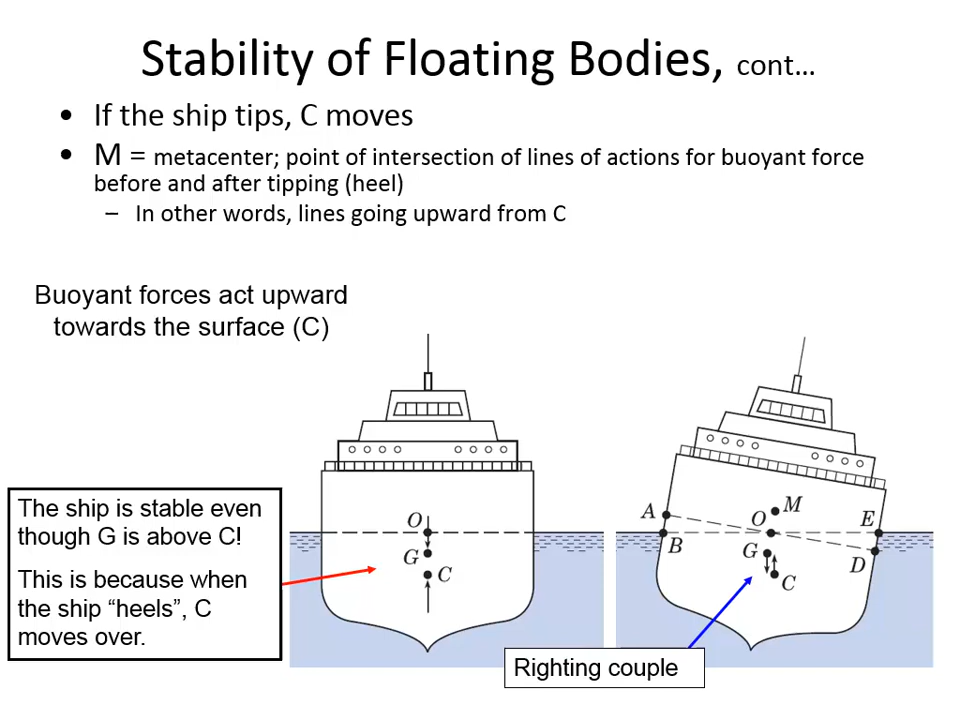 Stability of Floating Bodies, cont…
• If the ship tips, C moves
• M = metacenter; point of intersection of lines of actions for buoyant force
before and after tipping (heel)
– In other words, lines going upward from C
Buoyant forces act upward
towards the surface (C)
The ship is stable even
though G is above C!
This is because when
the ship “heels”, C
moves over.
O
G
C
A
B
O
M
G
C
E
D
Righting couple